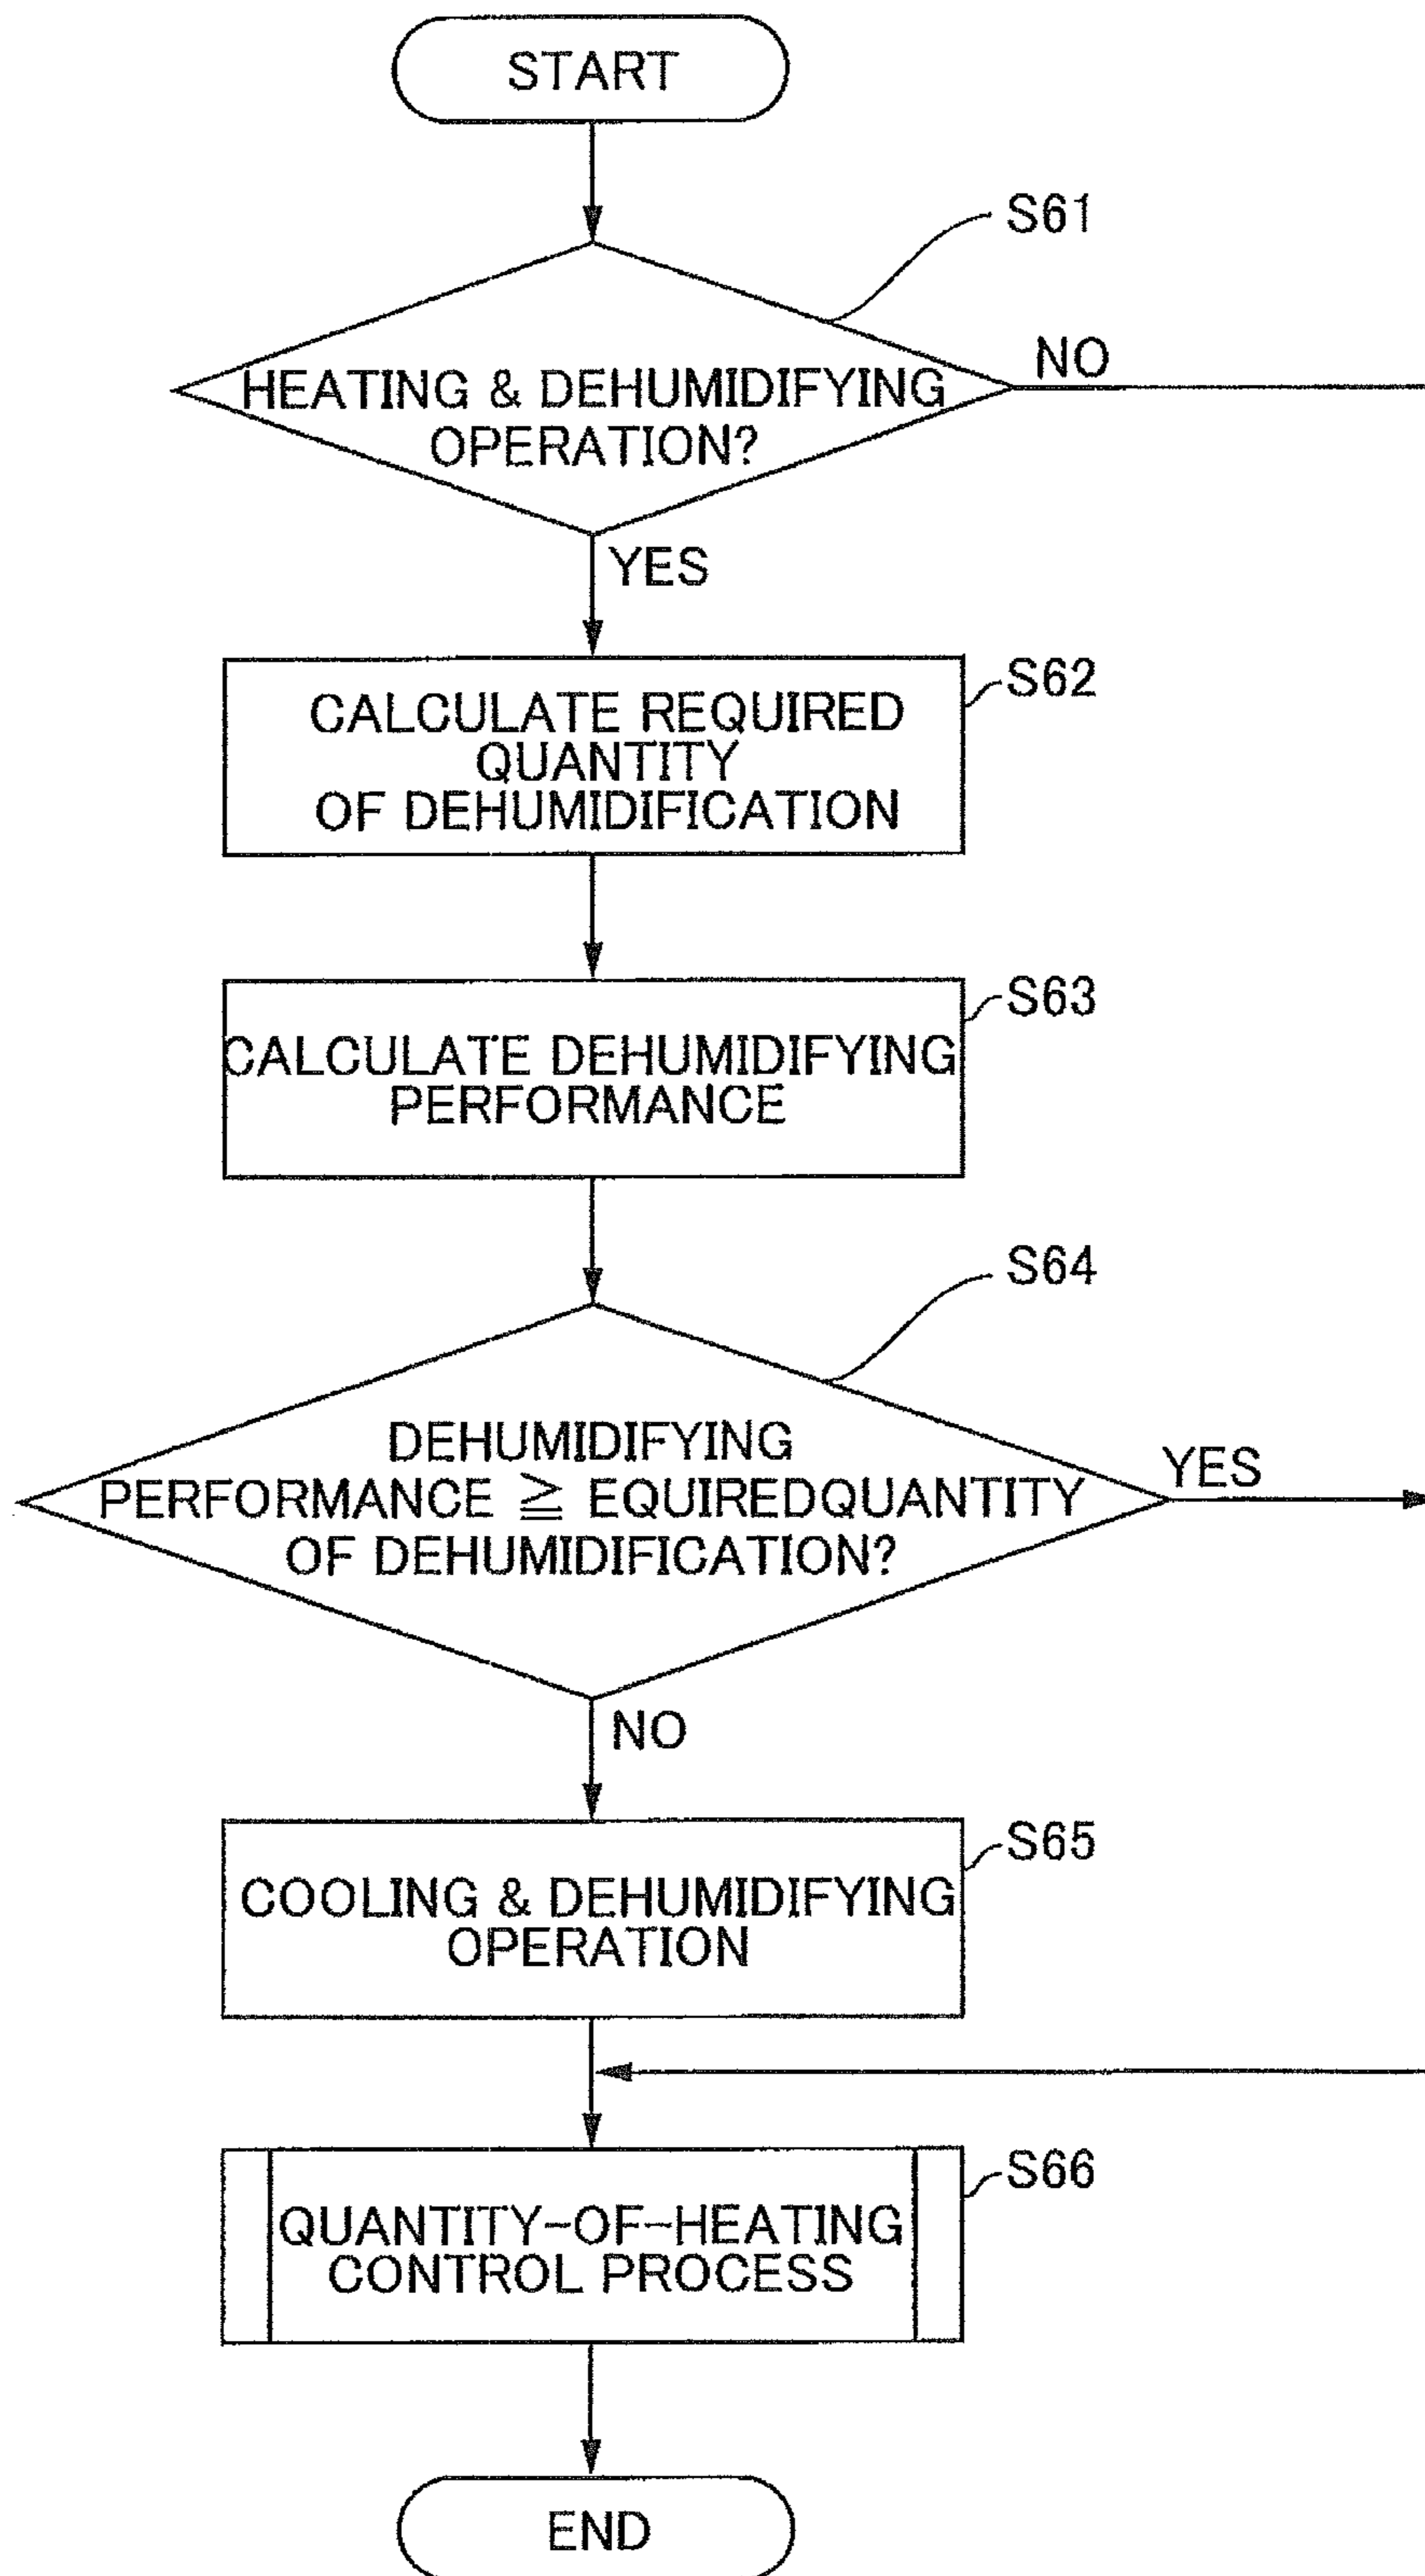 START
S61
HEATING & DEHUMIDIFYING
OPERATION?
NO
YES
S62
CALCULATE REQUIRED
QUANTITY
OF DEHUMIDIFICATION
S63
CALCULATE DEHUMIDIFYING
PERFORMANCE
S64
DEHUMIDIFYING
PERFORMANCE ≧ EQUIREDQUANTITY
OF DEHUMIDIFICATION?
YES
NO
S65
COOLING & DEHUMIDIFYING
OPERATION
S66
QUANTITY-OF-HEATING
CONTROL PROCESS
END